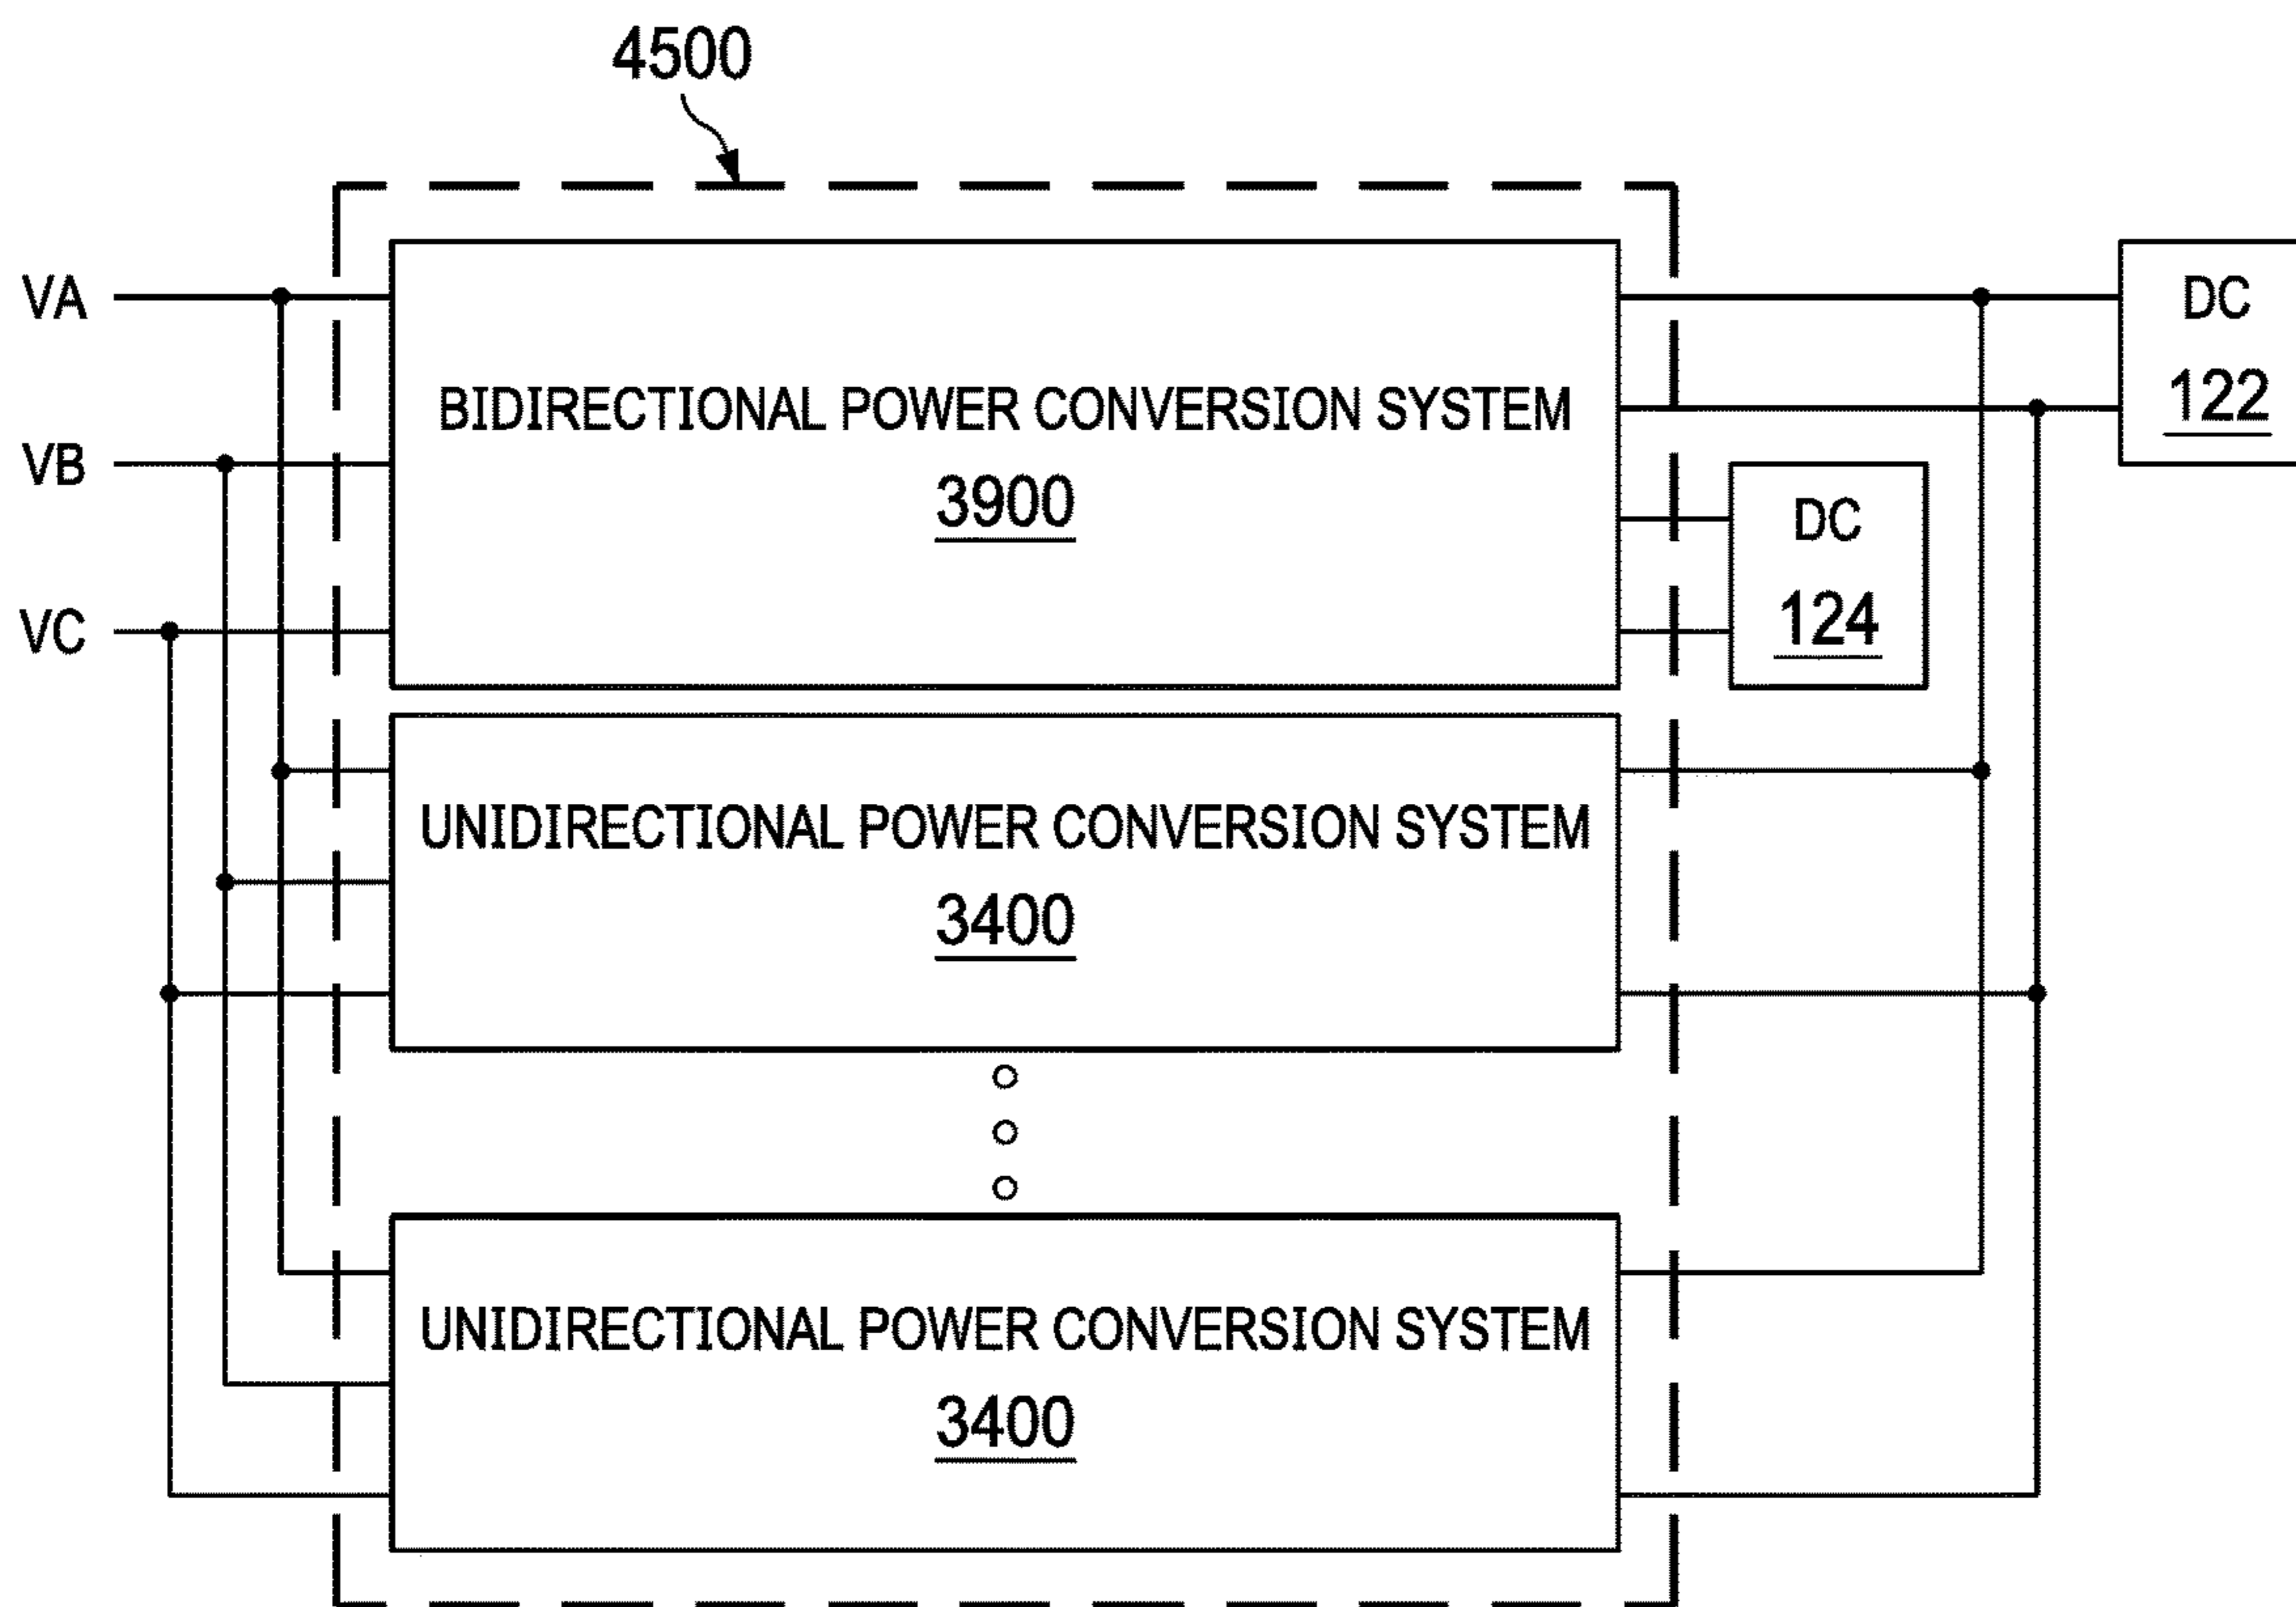 4500
VA
VB
VC
BIDIRECTIONAL POWER CONVERSION SYSTEM
3900
DC
122
DC
124
UNIDIRECTIONAL POWER CONVERSION SYSTEM
3400
UNIDIRECTIONAL POWER CONVERSION SYSTEM
3400